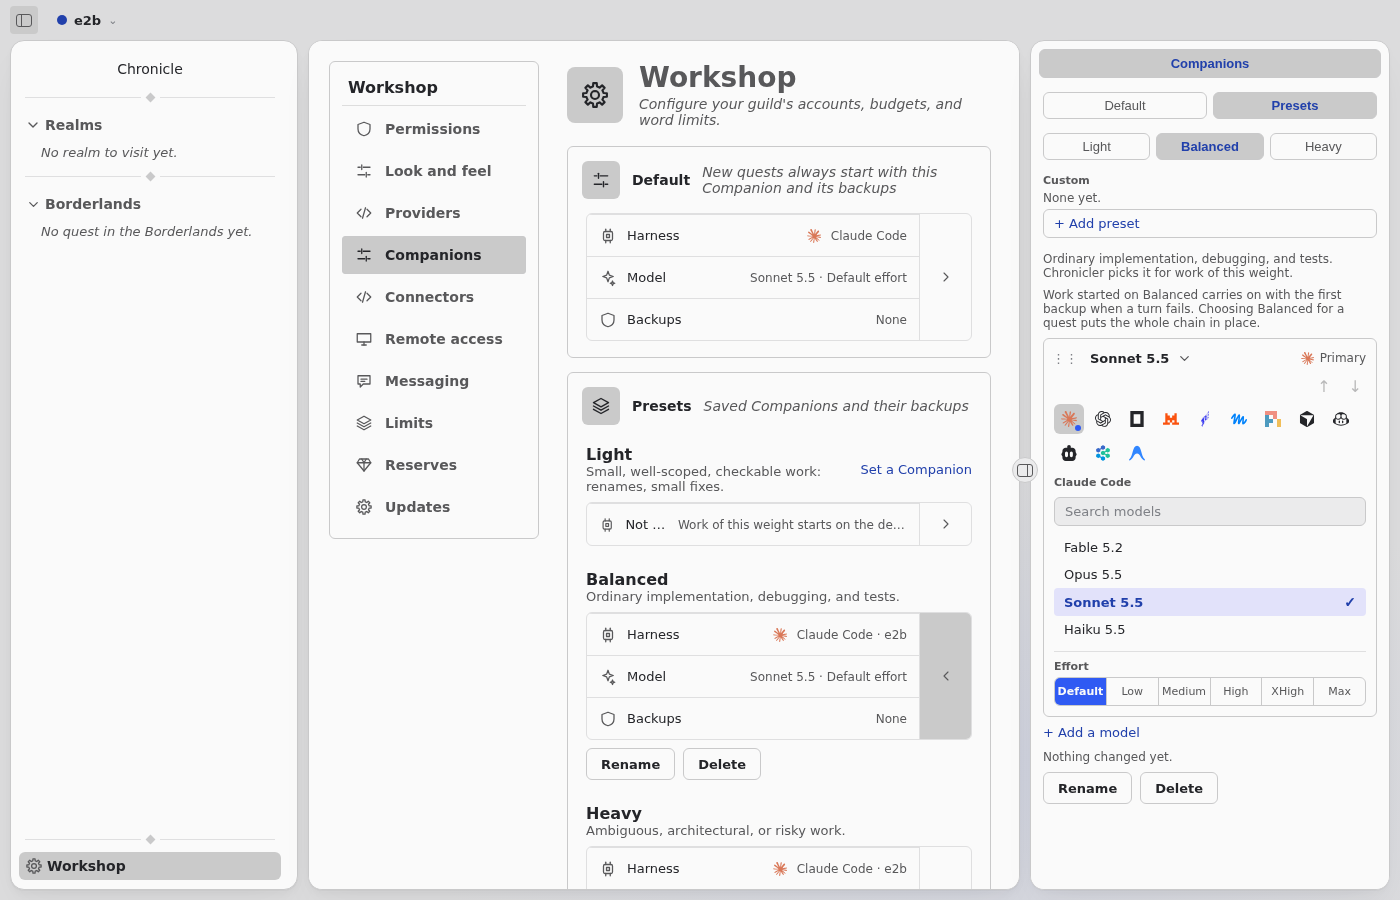 e2b
Chronicle
Realms
No realm to visit yet.
Borderlands
No quest in the Borderlands yet.
Workshop
Workshop
Permissions
Look and feel
Providers
Companions
Connectors
Remote access
Messaging
Limits
Reserves
Updates
Workshop
Configure your guild's accounts, budgets, and
word limits.
Default
New quests always start with this
Companion and its backups
Harness
Claude Code
Model
Sonnet 5.5 · Default effort
Backups
None
Presets
Saved Companions and their backups
Light
Small, well-scoped, checkable work:
renames, small fixes.
Set a Companion
Not ...
Work of this weight starts on the de...
Balanced
Ordinary implementation, debugging, and tests.
Harness
Claude Code · e2b
Model
Sonnet 5.5 · Default effort
Backups
None
Rename
Delete
Heavy
Ambiguous, architectural, or risky work.
Harness
Claude Code · e2b
Companions
Default
Presets
Light
Balanced
Heavy
Custom
None yet.
+ Add preset
Ordinary implementation, debugging, and tests.
Chronicler picks it for work of this weight.
Work started on Balanced carries on with the first
backup when a turn fails. Choosing Balanced for a
quest puts the whole chain in place.
Sonnet 5.5
Primary
Claude Code
Search models
Fable 5.2
Opus 5.5
Sonnet 5.5 ✓
Haiku 5.5
Effort
Default
Low
Medium
High
XHigh
Max
+ Add a model
Nothing changed yet.
Rename
Delete